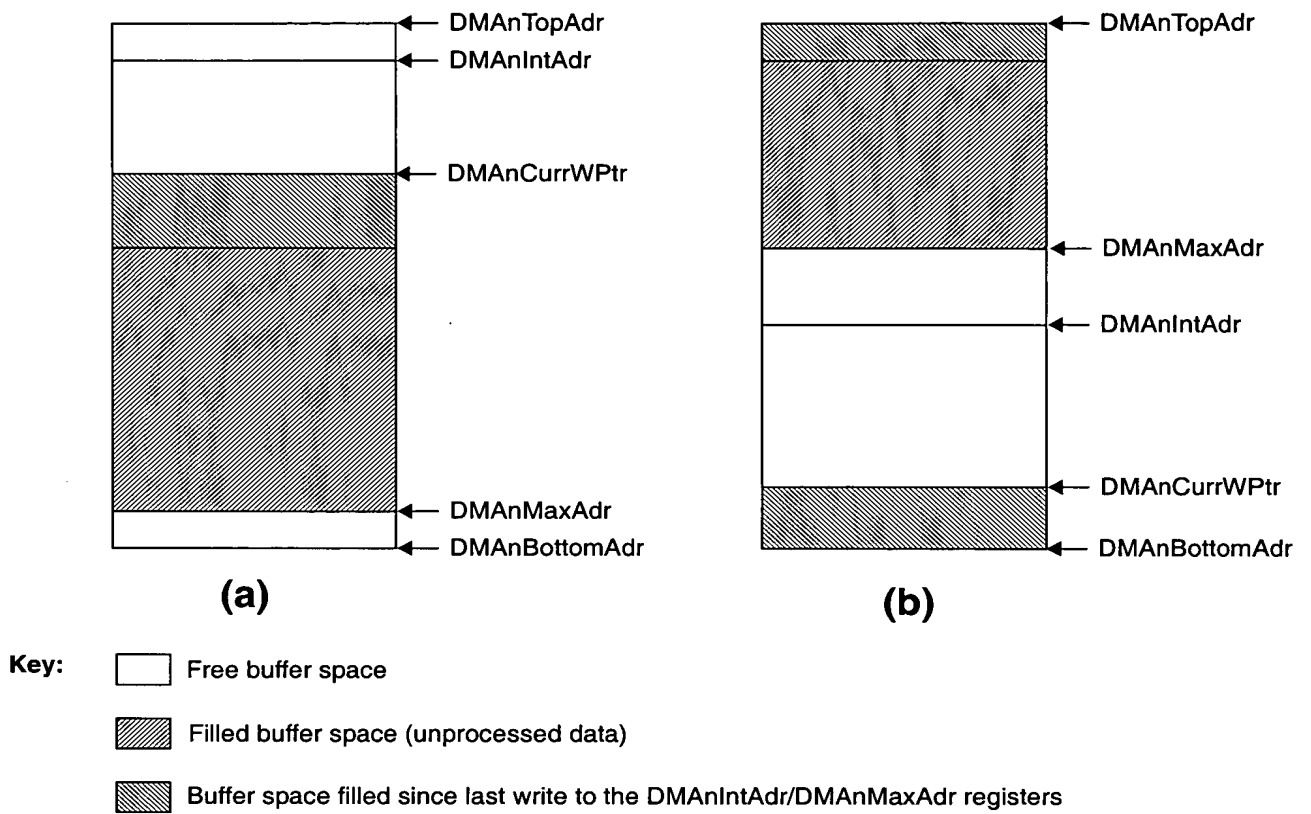 DMAnTopAdr
DMAnIntAdr
DMAnCurrWPtr
DMAnMaxAdr
DMAnBottomAdr
(a)
DMAnTopAdr
DMAnMaxAdr
DMAnIntAdr
DMAnCurrWPtr
DMAnBottomAdr
(b)
Key:
Free buffer space
Filled buffer space (unprocessed data)
Buffer space filled since last write to the DMAnIntAdr/DMAnMaxAdr registers